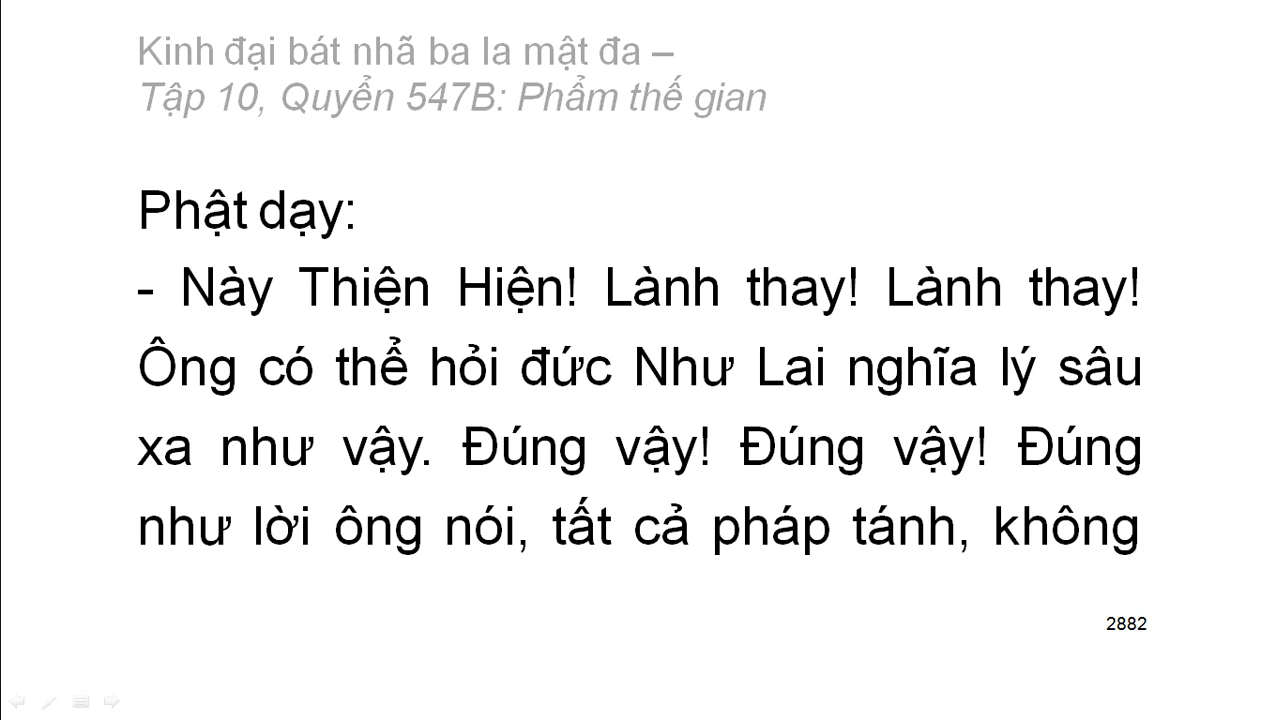 Kinh đại bát nhã ba la mật đa –
Tập 10, Quyển 547B: Phẩm thế gian
Phật dạy:
- Này Thiện Hiện! Lành thay! Lành thay!
Ông có thể hỏi đức Như Lai nghĩa lý sâu
xa như vậy. Đúng vậy! Đúng vậy! Đúng
như lời ông nói, tất cả pháp tánh, không
2882